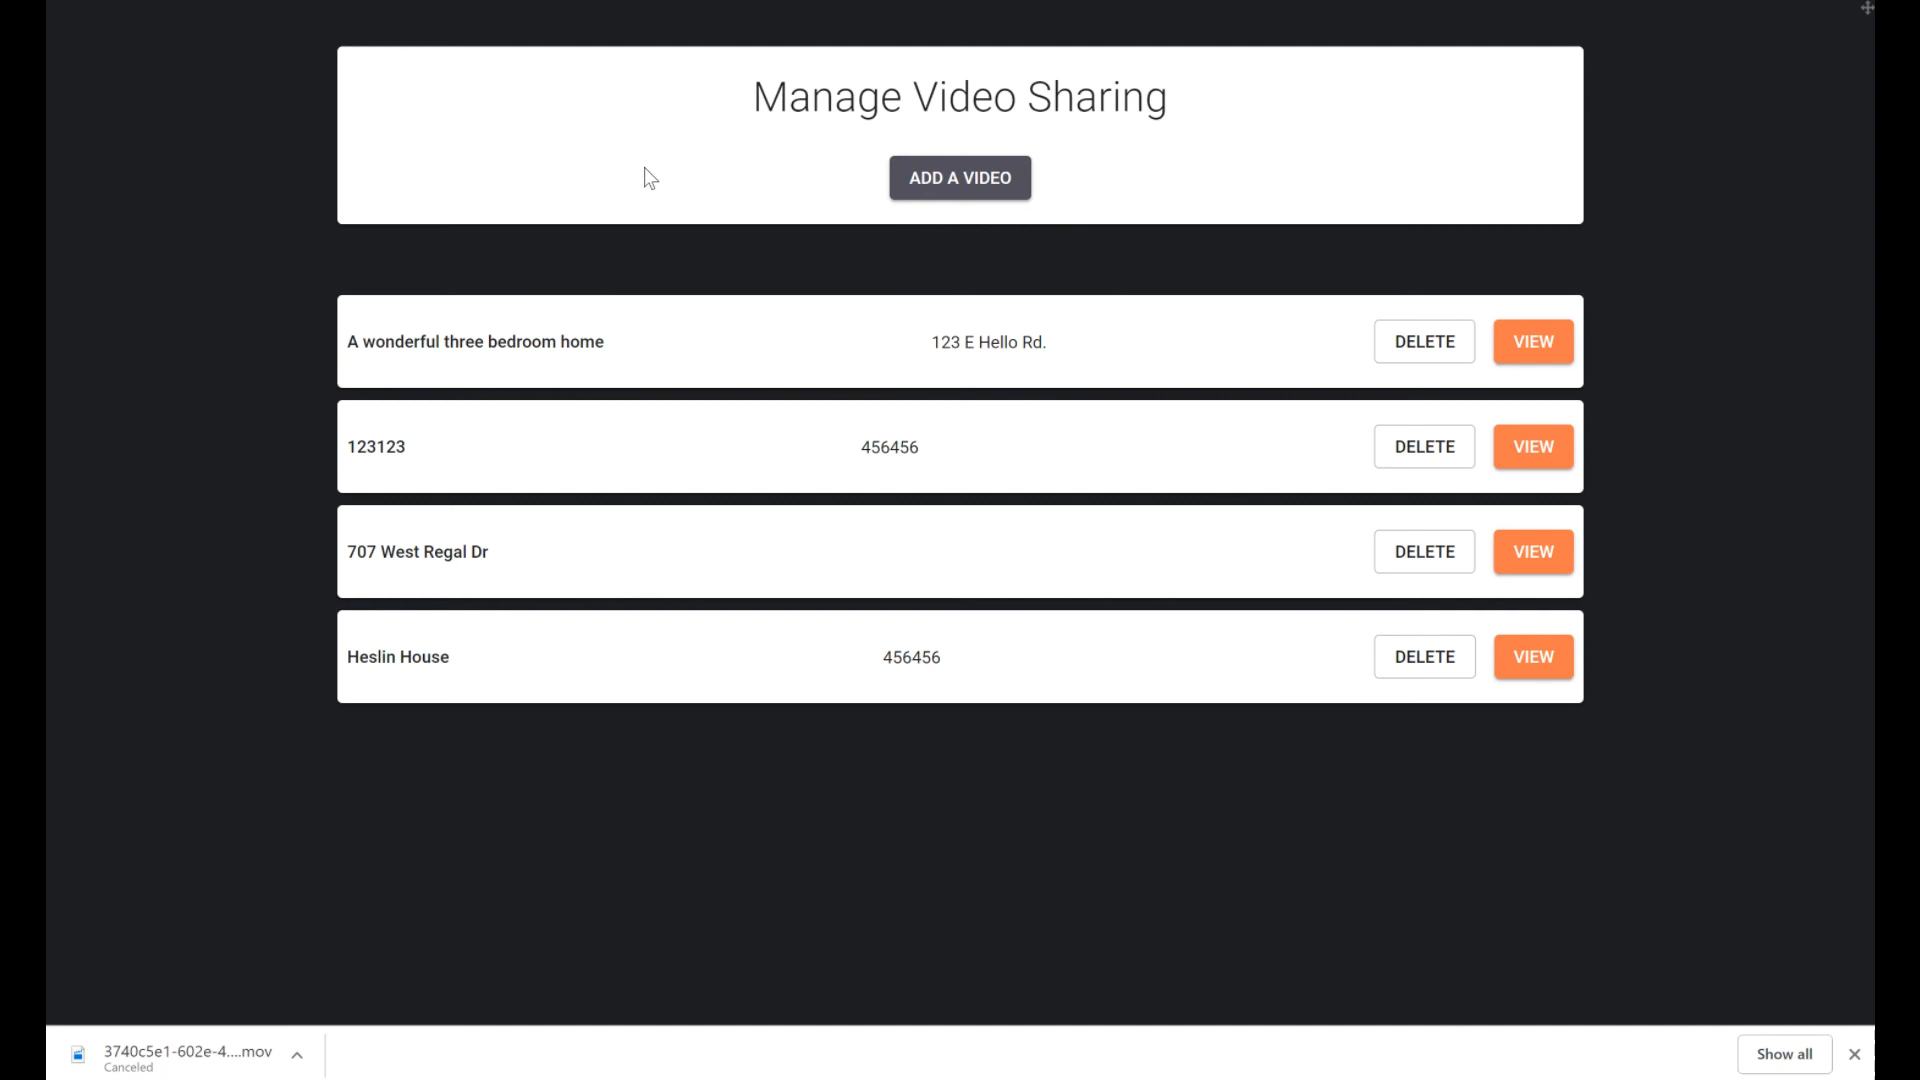 Manage Video Sharing
ADD A VIDEO
A wonderful three bedroom home 123 E Hello Rd. DELETE VIEW
123123 456456 DELETE VIEW
707 West Regal Dr DELETE VIEW
Heslin House 456456 DELETE VIEW
3740c5e1-602e-4....mov Show all
Canceled